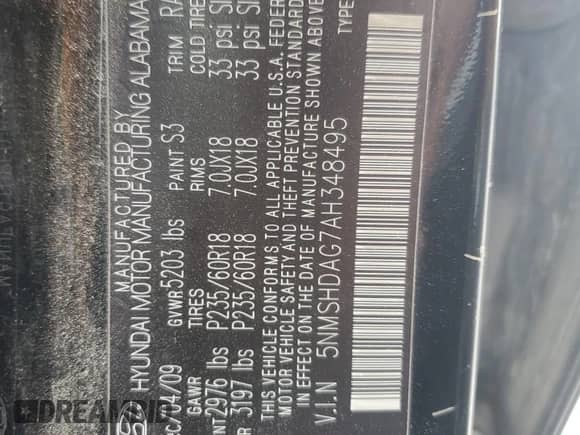 MANUFACTURED BY
HYUNDAI MOTOR MANUFACTURING ALABAMA
04/09 GVWR 5203 lbs PAINT S3 TRIM
GAWR TIRES RIMS COLD TIRE
2976 lbs P235/60R18 7.0JX18 33 psi
3197 lbs P235/60R18 7.0JX18 33 psi
THIS VEHICLE CONFORMS TO ALL APPLICABLE U.S.A. FEDER
MOTOR VEHICLE SAFETY AND THEFT PREVENTION STANDARD
IN EFFECT ON THE DATE OF MANUFACTURE SHOWN ABOVE
V.I.N 5NMSHDAG7AH348495 TYPE
DREAMBID